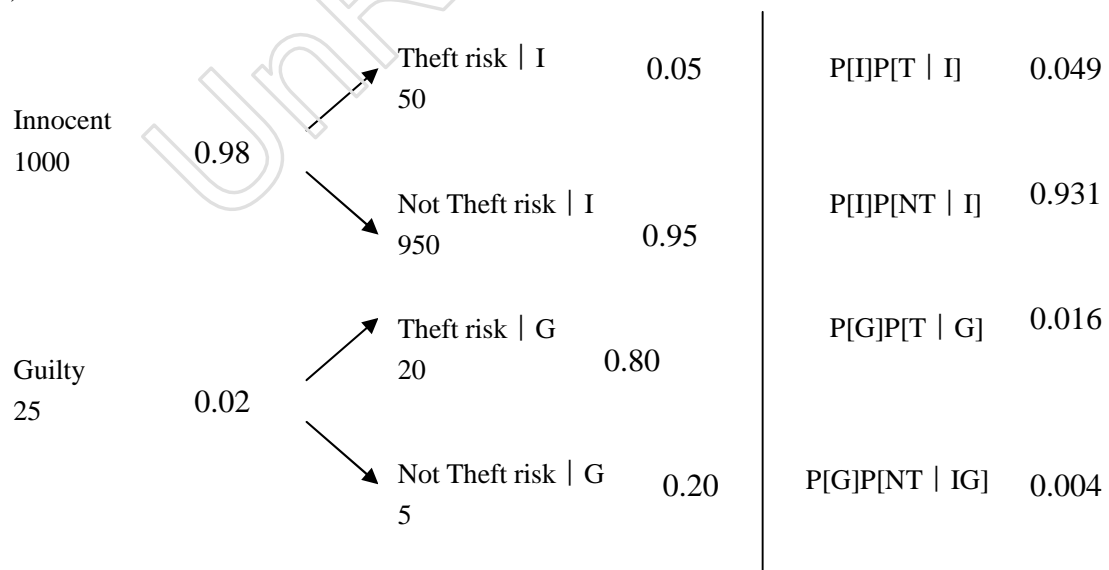 Theft risk | I 0.05 P[I]P[T | I] 0.049
50
Innocent
1000 0.98
Not Theft risk | I 0.95 P[I]P[NT | I] 0.931
950
Theft risk | G 0.80 P[G]P[T | G] 0.016
20
Guilty
25 0.02
Not Theft risk | G 0.20 P[G]P[NT | IG] 0.004
5